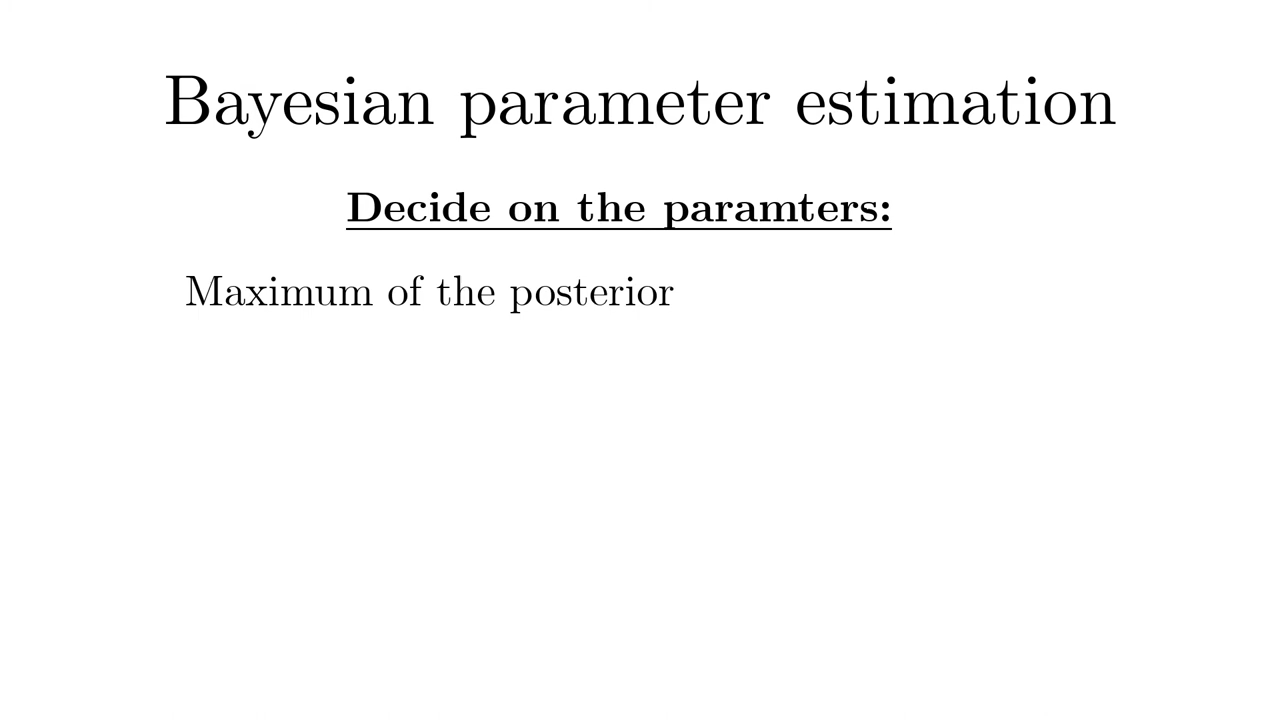 Bayesian parameter estimation
Decide on the paramters:
Maximum of the posterior